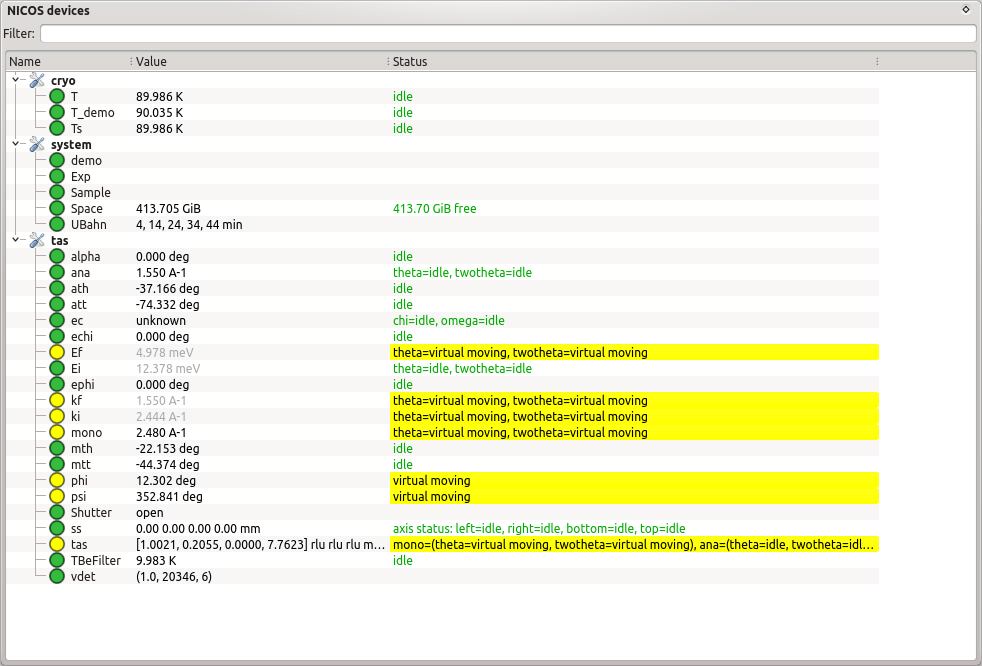 NICOS devices
Filter:
Name Value Status
cryo
T 89.986 K idle
T_demo 90.035 K idle
Ts 89.986 K idle
system
demo
Exp
Sample
Space 413.705 GiB 413.70 GiB free
UBahn 4, 14, 24, 34, 44 min
tas
alpha 0.000 deg idle
ana 1.550 A-1 theta=idle, twotheta=idle
ath -37.166 deg idle
att -74.332 deg idle
ec unknown chi=idle, omega=idle
echi 0.000 deg idle
Ef 4.978 meV theta=virtual moving, twotheta=virtual moving
Ei 12.378 meV theta=idle, twotheta=idle
ephi 0.000 deg idle
kf 1.550 A-1 theta=virtual moving, twotheta=virtual moving
ki 2.444 A-1 theta=virtual moving, twotheta=virtual moving
mono 2.480 A-1 theta=virtual moving, twotheta=virtual moving
mth -22.153 deg idle
mtt -44.374 deg idle
phi 12.302 deg virtual moving
psi 352.841 deg virtual moving
Shutter open
ss 0.00 0.00 0.00 0.00 mm axis status: left=idle, right=idle, bottom=idle, top=idle
tas [1.0021, 0.2055, 0.0000, 7.7623] rlu rlu rlu m... mono=(theta=virtual moving, twotheta=virtual moving), ana=(theta=idle, twotheta=idl...
TBeFilter 9.983 K idle
vdet (1.0, 20346, 6)